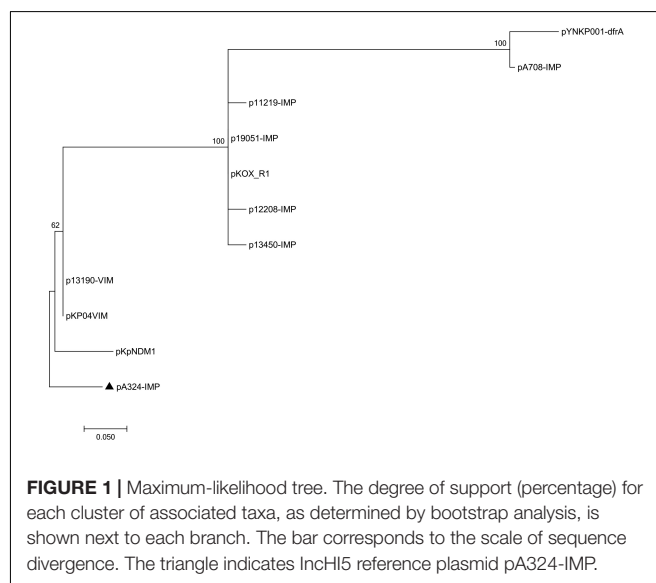 pYNKP001-dfrA
100
pA708-IMP
p11219-IMP
p19051-IMP
100
pKOX_R1
p12208-IMP
p13450-IMP
62
p13190-VIM
pKP04VIM
pKpNDM1
▲ pA324-IMP
0.050
FIGURE 1 | Maximum-likelihood tree. The degree of support (percentage) for
each cluster of associated taxa, as determined by bootstrap analysis, is
shown next to each branch. The bar corresponds to the scale of sequence
divergence. The triangle indicates IncHI5 reference plasmid pA324-IMP.